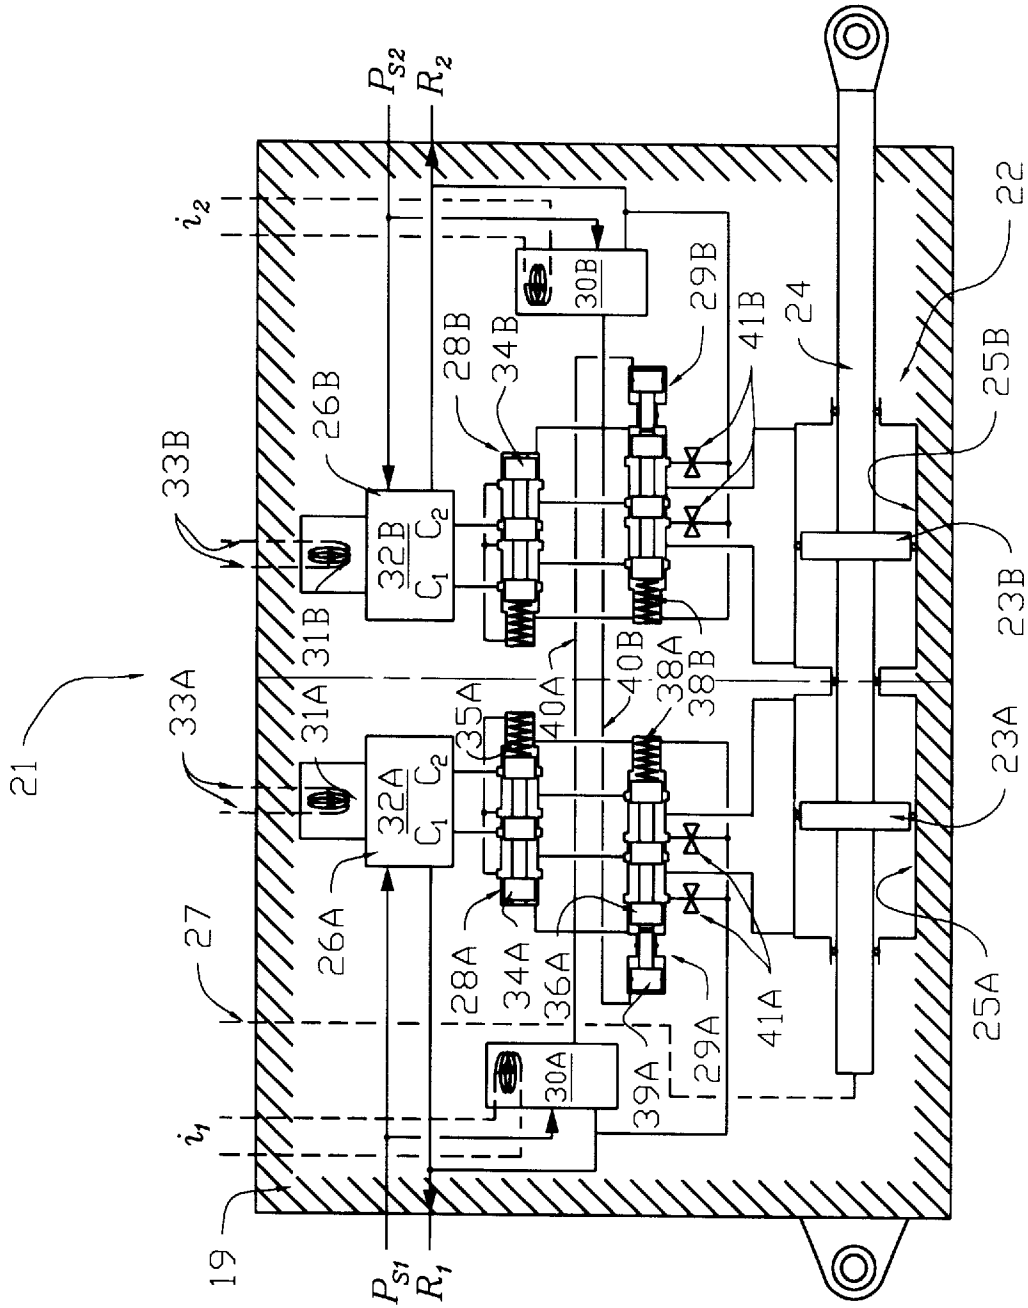 21
19
P_S1
R_1
i_1
27
33A
33B
i_2
P_S2
R_2
26A
31A
32A
C_1 C_2
31B
32B
C_1 C_2
26B
28A
34A
35A
28B
34B
30A
30B
36A
40A
40B
39A
29A
38A
38B
29B
41A
41B
24
22
25A
23A
23B
25B